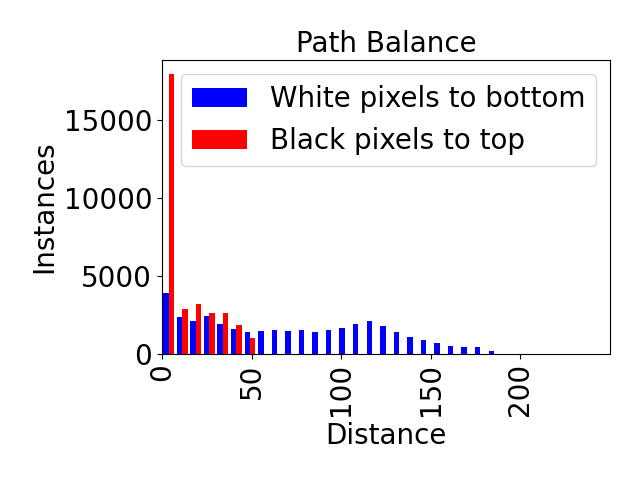 Path Balance
White pixels to bottom
Black pixels to top
Instances
15000
10000
5000
0
0
50
100
150
200
Distance